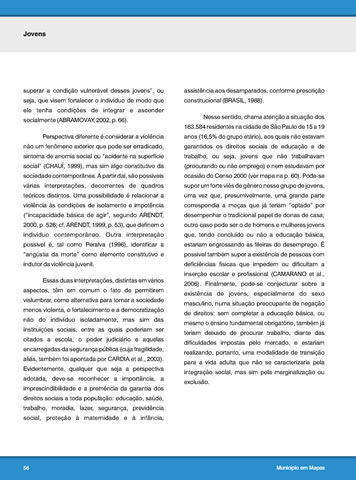 Jovens
superar a condição vulnerável desses jovens”, ou
seja, que visem fortalecer o indivíduo de modo que
ele tenha condições de integrar e ascender
socialmente (ABRAMOVAY, 2002, p. 66).
Perspectiva diferente é considerar a violência
não um fenômeno exterior que pode ser erradicado,
sintoma de anomia social ou “acidente na superfície
social” (CHAUÍ, 1999), mas sim algo constitutivo da
sociedade contemporânea. A partir daí, são possíveis
várias interpretações, decorrentes de quadros
teóricos distintos. Uma possibilidade é relacionar a
violência às condições de isolamento e impotência
(“incapacidade básica de agir”, segundo ARENDT,
2000, p. 526; cf. ARENDT, 1999, p. 53), que definem o
indivíduo contemporâneo. Outra interpretação
possível é, tal como Peralva (1996), identificar a
“angústia da morte” como elemento constitutivo e
indutor da violência juvenil.
Essas duas interpretações, distintas em vários
aspectos, têm em comum o fato de permitirem
vislumbrar, como alternativa para tornar a sociedade
menos violenta, o fortalecimento e a democratização
não do indivíduo isoladamente, mas sim das
instituições sociais, entre as quais poderiam ser
citados a escola, o poder judiciário e aquelas
encarregadas da segurança pública (cuja fragilidade,
aliás, também foi apontada por CARDIA et al., 2003).
Evidentemente, qualquer que seja a perspectiva
adotada, deve-se reconhecer a importância, a
imprescindibilidade e a premência da garantia dos
direitos sociais a toda população: educação, saúde,
trabalho, moradia, lazer, segurança, previdência
social, proteção à maternidade e à infância,
assistência aos desamparados, conforme prescrição
constitucional (BRASIL, 1988).
Nesse sentido, chama atenção a situação dos
163.584 residentes na cidade de São Paulo de 15 a 19
anos (16,5% do grupo etário), aos quais não estavam
garantidos os direitos sociais de educação e de
trabalho, ou seja, jovens que não trabalhavam
(procurando ou não emprego) e nem estudavam por
ocasião do Censo 2000 (ver mapa na p. 60). Pode-se
supor um forte viés de gênero nesse grupo de jovens,
uma vez que, presumivelmente, uma grande parte
correspondia a moças que já teriam “optado” por
desempenhar o tradicional papel de donas de casa;
outro caso pode ser o de homens e mulheres jovens
que, tendo concluído ou não a educação básica,
estariam engrossando as fileiras do desemprego. É
possível também supor a existência de pessoas com
deficiências físicas que impedem ou dificultam a
inserção escolar e profissional (CAMARANO et al.,
2006). Finalmente, pode-se conjecturar sobre a
existência de jovens, especialmente do sexo
masculino, numa situação preocupante de negação
de direitos: sem completar a educação básica, ou
mesmo o ensino fundamental obrigatório, também já
teriam deixado de procurar trabalho, diante das
dificuldades impostas pelo mercado, e estariam
realizando, portanto, uma modalidade de transição
para a vida adulta que não se caracterizaria pela
integração social, mas sim pela marginalização ou
exclusão.
56
Município em Mapas